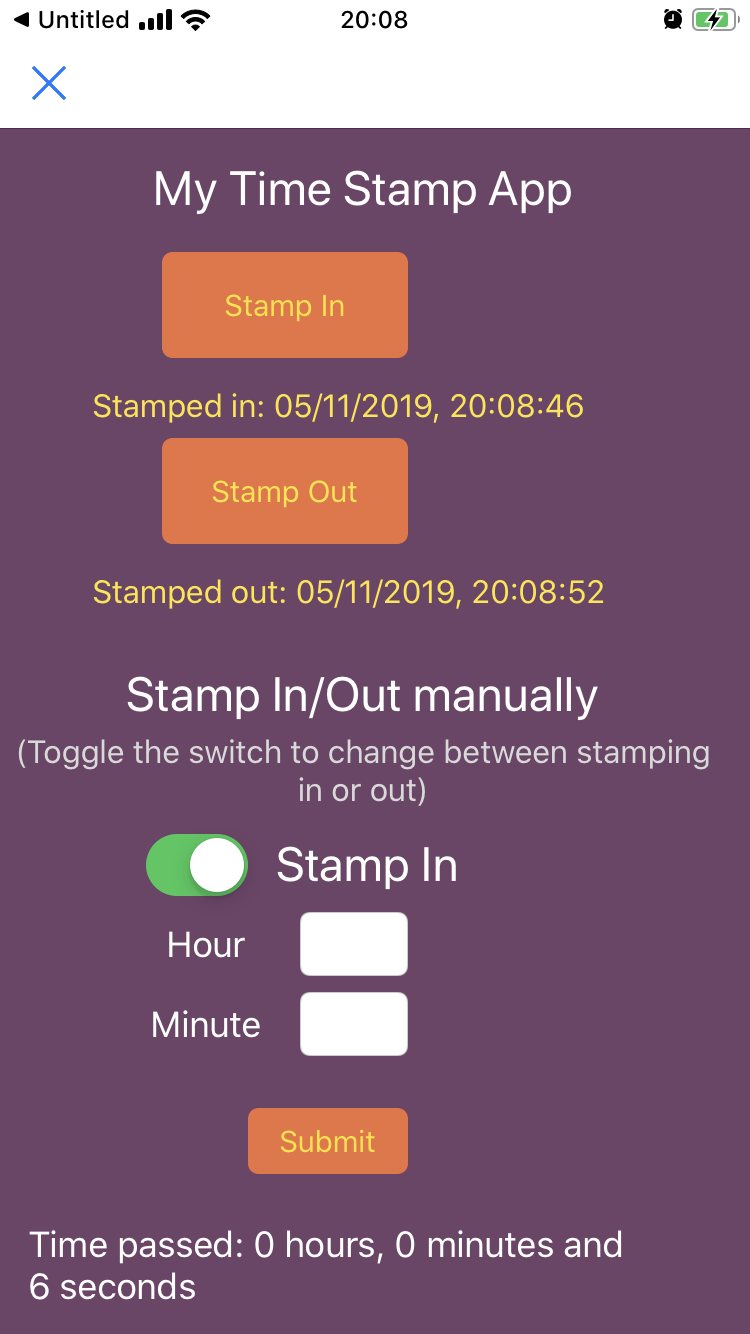 Untitled 20:08
My Time Stamp App
Stamp In
Stamped in: 05/11/2019, 20:08:46
Stamp Out
Stamped out: 05/11/2019, 20:08:52
Stamp In/Out manually
(Toggle the switch to change between stamping
in or out)
Stamp In
Hour
Minute
Submit
Time passed: 0 hours, 0 minutes and
6 seconds